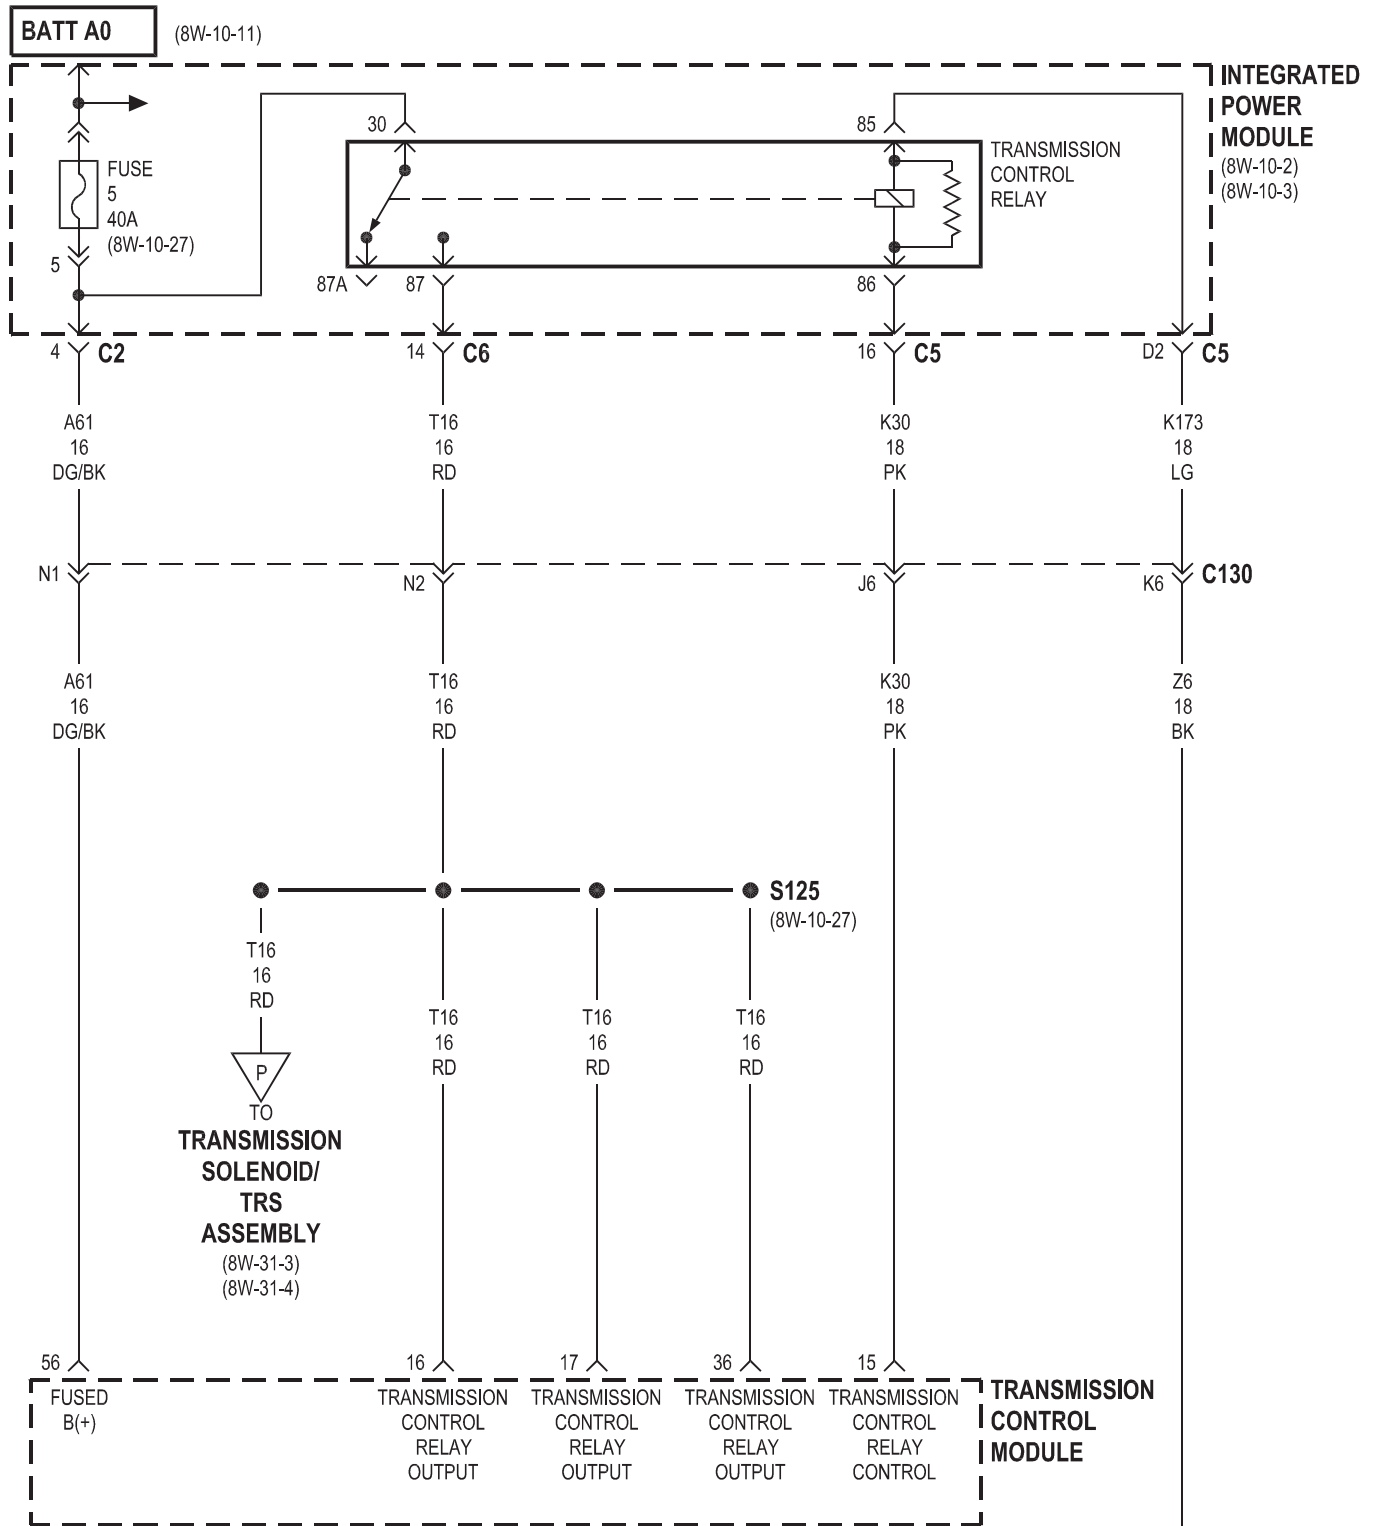 BATT A0
(8W-10-11)
INTEGRATED
POWER
MODULE
(8W-10-2)
(8W-10-3)
30
85
TRANSMISSION
CONTROL
RELAY
FUSE
5
40A
(8W-10-27)
5
87A
87
86
4
C2
14
C6
16
C5
D2
C5
A61
16
DG/BK
T16
16
RD
K30
18
PK
K173
18
LG
N1
N2
J6
K6
C130
A61
16
DG/BK
T16
16
RD
K30
18
PK
Z6
18
BK
S125
(8W-10-27)
T16
16
RD
T16
16
RD
T16
16
RD
T16
16
RD
P
TO
TRANSMISSION
SOLENOID/
TRS
ASSEMBLY
(8W-31-3)
(8W-31-4)
56
16
17
36
15
FUSED
B(+)
TRANSMISSION
CONTROL
RELAY
OUTPUT
TRANSMISSION
CONTROL
RELAY
OUTPUT
TRANSMISSION
CONTROL
RELAY
OUTPUT
TRANSMISSION
CONTROL
RELAY
CONTROL
TRANSMISSION
CONTROL
MODULE